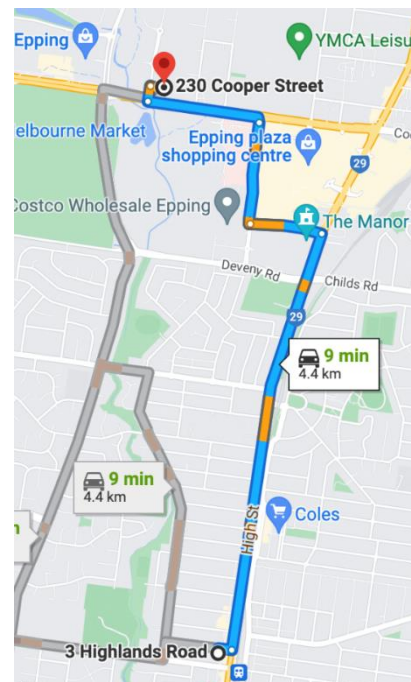 Epping
YMCA Leisu
230 Cooper Street
elbourne Market
Epping plaza
shopping centre
Coo
29
Costco Wholesale Epping
The Manor
Deveny Rd
Childs Rd
29
9 min
4.4 km
9 min
4.4 km
Coles
n
High St
3 Highlands Road